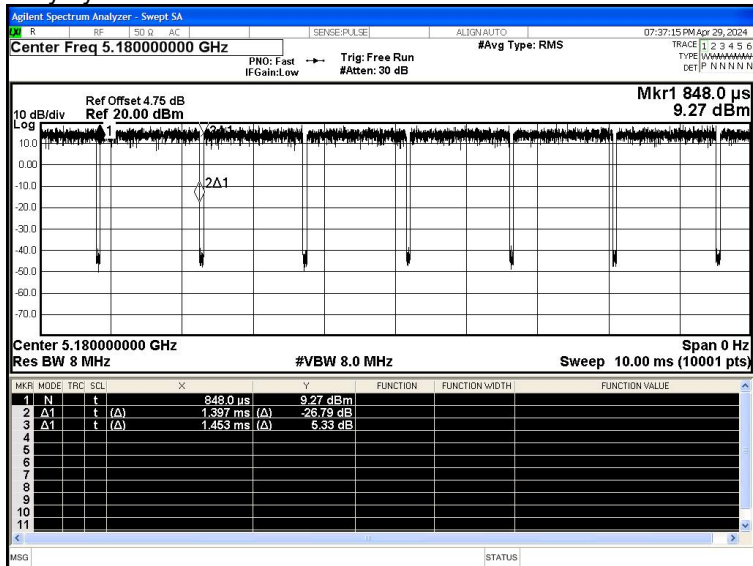 Agilent Spectrum Analyzer - Swept SA
LXI R RF 50 Ω AC SENSE:PULSE ALIGN AUTO 07:37:15 PM Apr 29, 2024
Center Freq 5.180000000 GHz #Avg Type: RMS TRACE 1 2 3 4 5 6
PNO: Fast Trig: Free Run TYPE WWWWWW
IFGain:Low #Atten: 30 dB DET P N N N N N
Mkr1 848.0 µs
Ref Offset 4.75 dB
10 dB/div Ref 20.00 dBm 9.27 dBm
Log
10.0
0.00
-10.0
-20.0
-30.0
-40.0
-50.0
-60.0
-70.0
1
2Δ1
Center 5.180000000 GHz Span 0 Hz
Res BW 8 MHz #VBW 8.0 MHz Sweep 10.00 ms (10001 pts)
MKR MODE TRC SCL X Y FUNCTION FUNCTION WIDTH FUNCTION VALUE
1 N t 848.0 µs 9.27 dBm
2 Δ1 t (Δ) 1.397 ms (Δ) -26.79 dB
3 Δ1 t (Δ) 1.453 ms (Δ) 5.33 dB
4
5
6
7
8
9
10
11
MSG STATUS